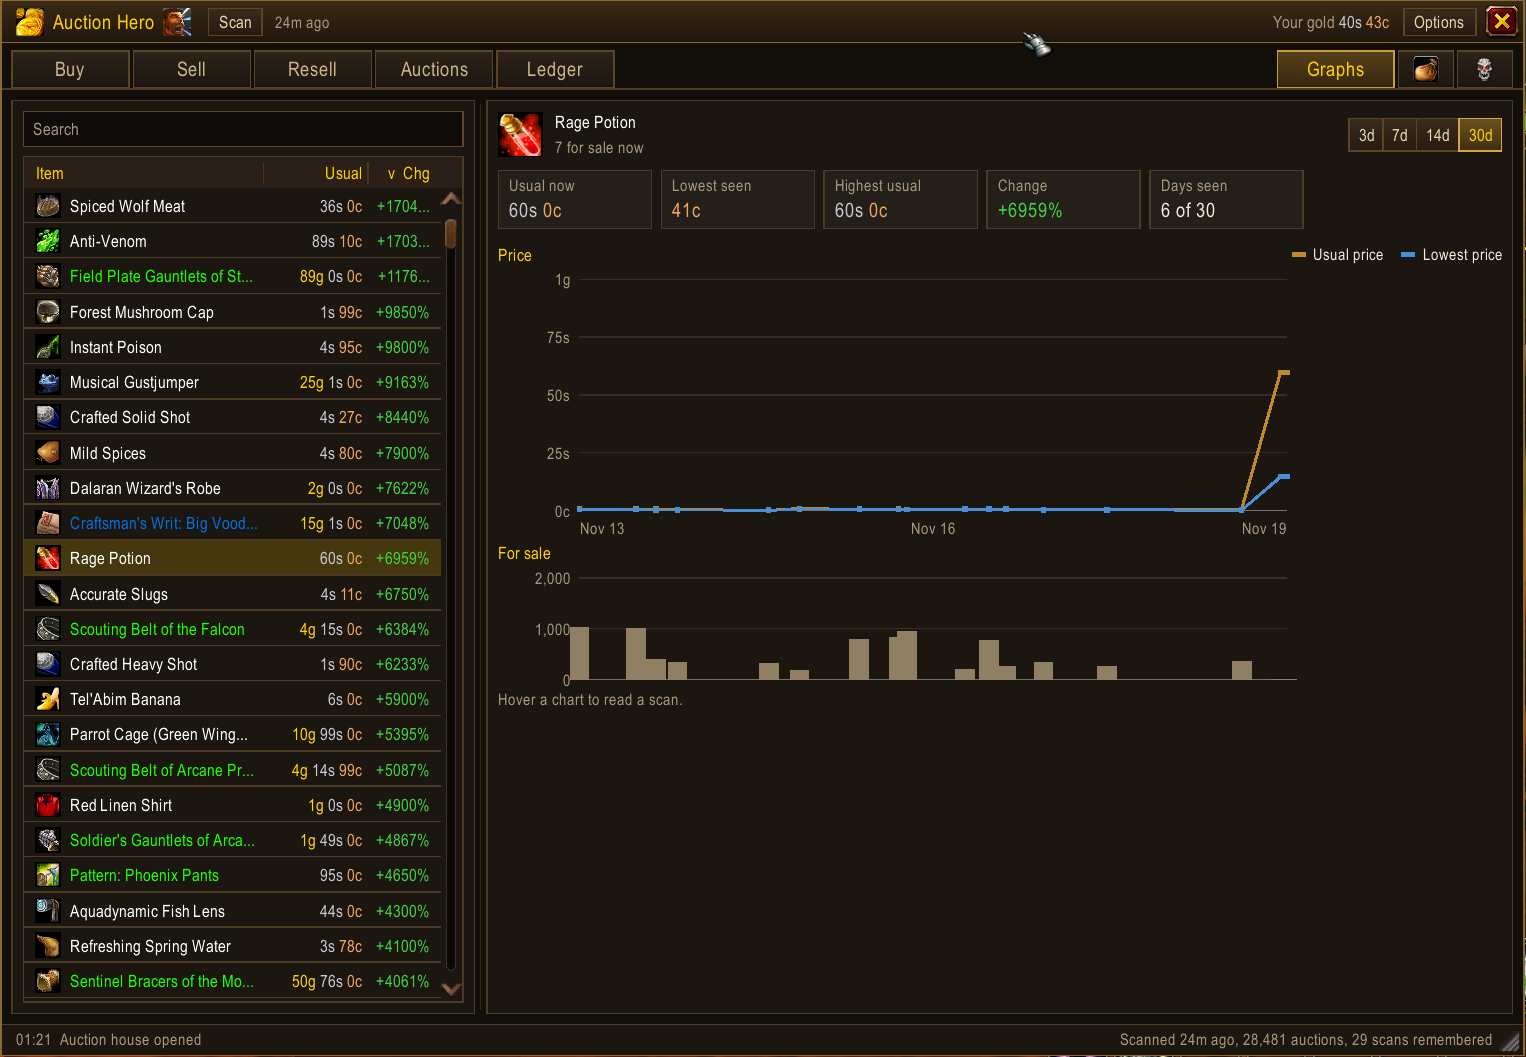 Auction Hero Scan 24m ago Your gold 40s 43c Options
Buy Sell Resell Auctions Ledger Graphs
Search
Item Usual v Chg
Spiced Wolf Meat 36s 0c +1704...
Anti-Venom 89s 10c +1703...
Field Plate Gauntlets of St... 89g 0s 0c +1176...
Forest Mushroom Cap 1s 99c +9850%
Instant Poison 4s 95c +9800%
Musical Gustjumper 25g 1s 0c +9163%
Crafted Solid Shot 4s 27c +8440%
Mild Spices 4s 80c +7900%
Dalaran Wizard's Robe 2g 0s 0c +7622%
Craftsman's Writ: Big Vood... 15g 1s 0c +7048%
Rage Potion 60s 0c +6959%
Accurate Slugs 4s 11c +6750%
Scouting Belt of the Falcon 4g 15s 0c +6384%
Crafted Heavy Shot 1s 90c +6233%
Tel'Abim Banana 6s 0c +5900%
Parrot Cage (Green Wing... 10g 99s 0c +5395%
Scouting Belt of Arcane Pr... 4g 14s 99c +5087%
Red Linen Shirt 1g 0s 0c +4900%
Soldier's Gauntlets of Arca... 1g 49s 0c +4867%
Pattern: Phoenix Pants 95s 0c +4650%
Aquadynamic Fish Lens 44s 0c +4300%
Refreshing Spring Water 3s 78c +4100%
Sentinel Bracers of the Mo... 50g 76s 0c +4061%
Rage Potion
7 for sale now
3d 7d 14d 30d
Usual now Lowest seen Highest usual Change Days seen
60s 0c 41c 60s 0c +6959% 6 of 30
Price Usual price Lowest price
1g
75s
50s
25s
0c
Nov 13 Nov 16 Nov 19
For sale
2,000
1,000
0
Hover a chart to read a scan.
01:21 Auction house opened Scanned 24m ago, 28,481 auctions, 29 scans remembered